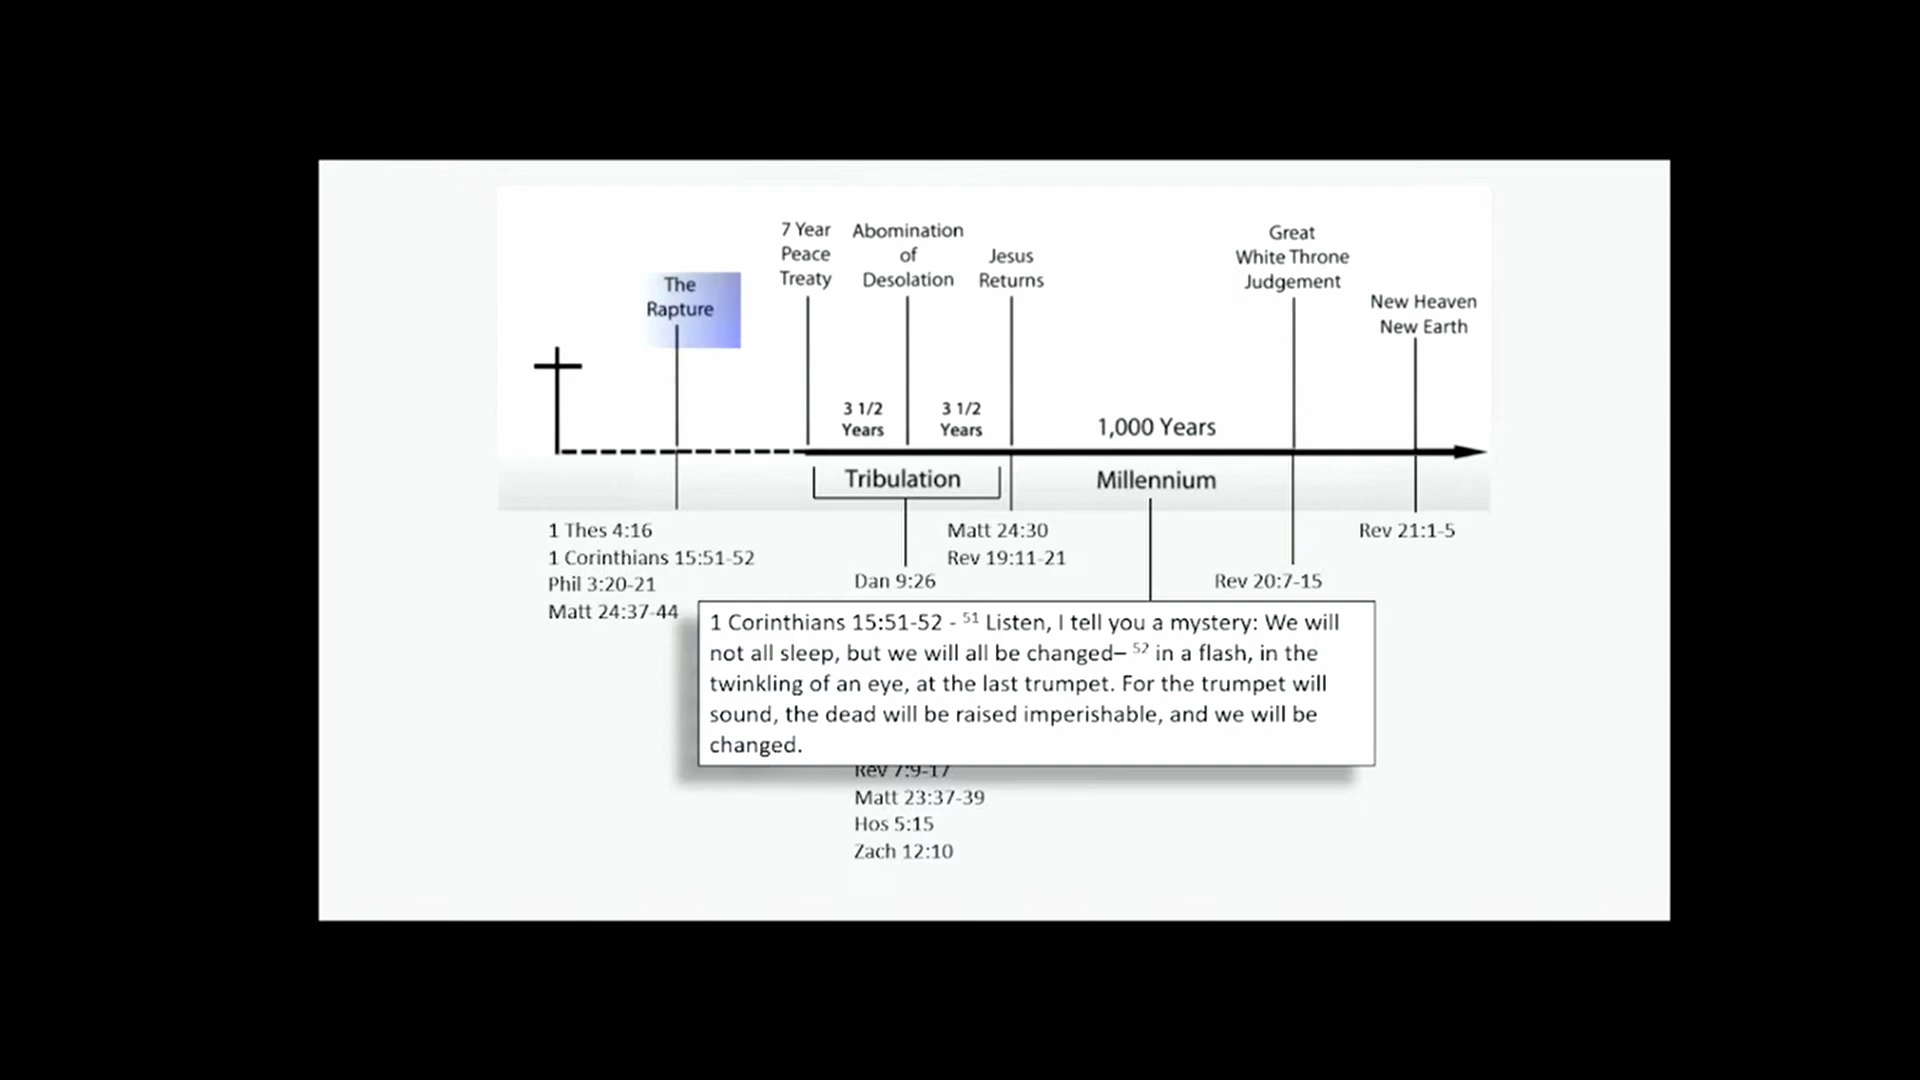 The
Rapture
7 Year
Peace
Treaty
Abomination
of
Desolation
Jesus
Returns
Great
White Throne
Judgement
New Heaven
New Earth
3 1/2
Years
3 1/2
Years
1,000 Years
Tribulation
Millennium
1 Thes 4:16
1 Corinthians 15:51-52
Phil 3:20-21
Matt 24:37-44
Dan 9:26
Matt 24:30
Rev 19:11-21
Rev 20:7-15
Rev 21:1-5
1 Corinthians 15:51-52 - 51 Listen, I tell you a mystery: We will
not all sleep, but we will all be changed– 52 in a flash, in the
twinkling of an eye, at the last trumpet. For the trumpet will
sound, the dead will be raised imperishable, and we will be
changed.
Rev 7:9-17
Matt 23:37-39
Hos 5:15
Zach 12:10